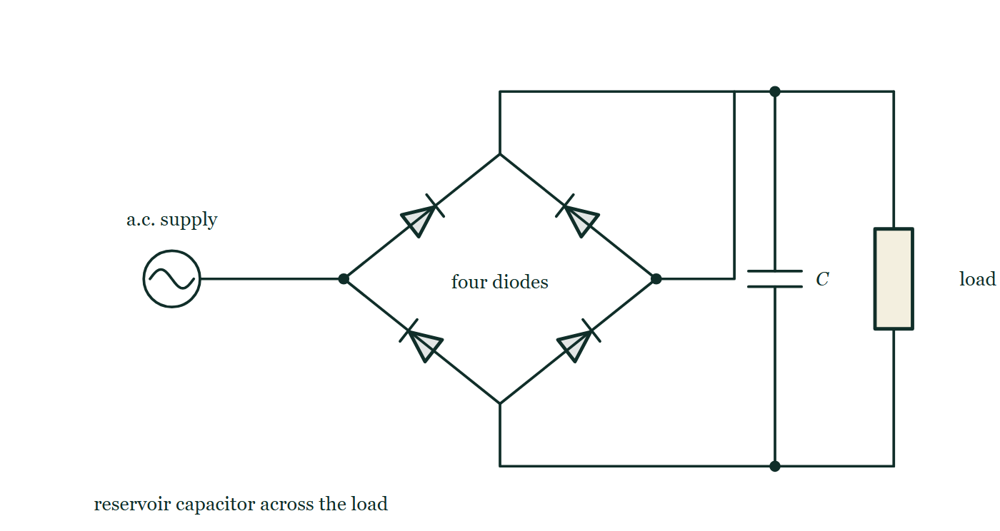 a.c. supply
four diodes
C
load
reservoir capacitor across the load